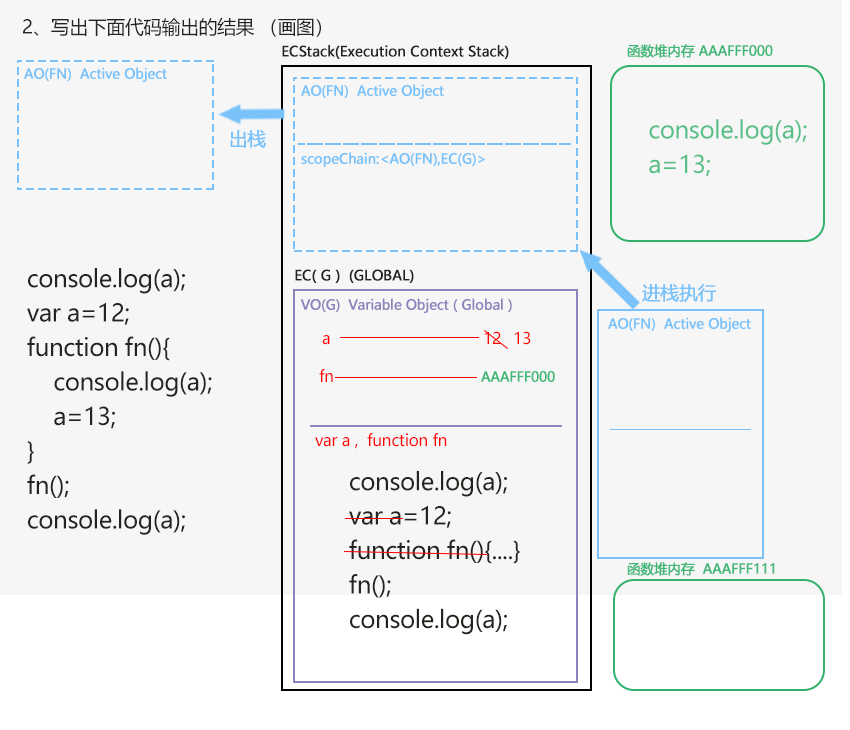 2、写出下面代码输出的结果 （画图）
ECStack(Execution Context Stack)
函数堆内存 AAAFFF000
AO(FN) Active Object
出栈
AO(FN) Active Object
scopeChain:<AO(FN),EC(G)>
console.log(a);
a=13;
console.log(a);
var a=12;
function fn(){
console.log(a);
a=13;
}
fn();
console.log(a);
EC( G ) (GLOBAL)
VO(G) Variable Object ( Global )
a 12 13
fn AAAFFF000
var a , function fn
console.log(a);
var a=12;
function fn(){....}
fn();
console.log(a);
进栈执行
AO(FN) Active Object
函数堆内存 AAAFFF111